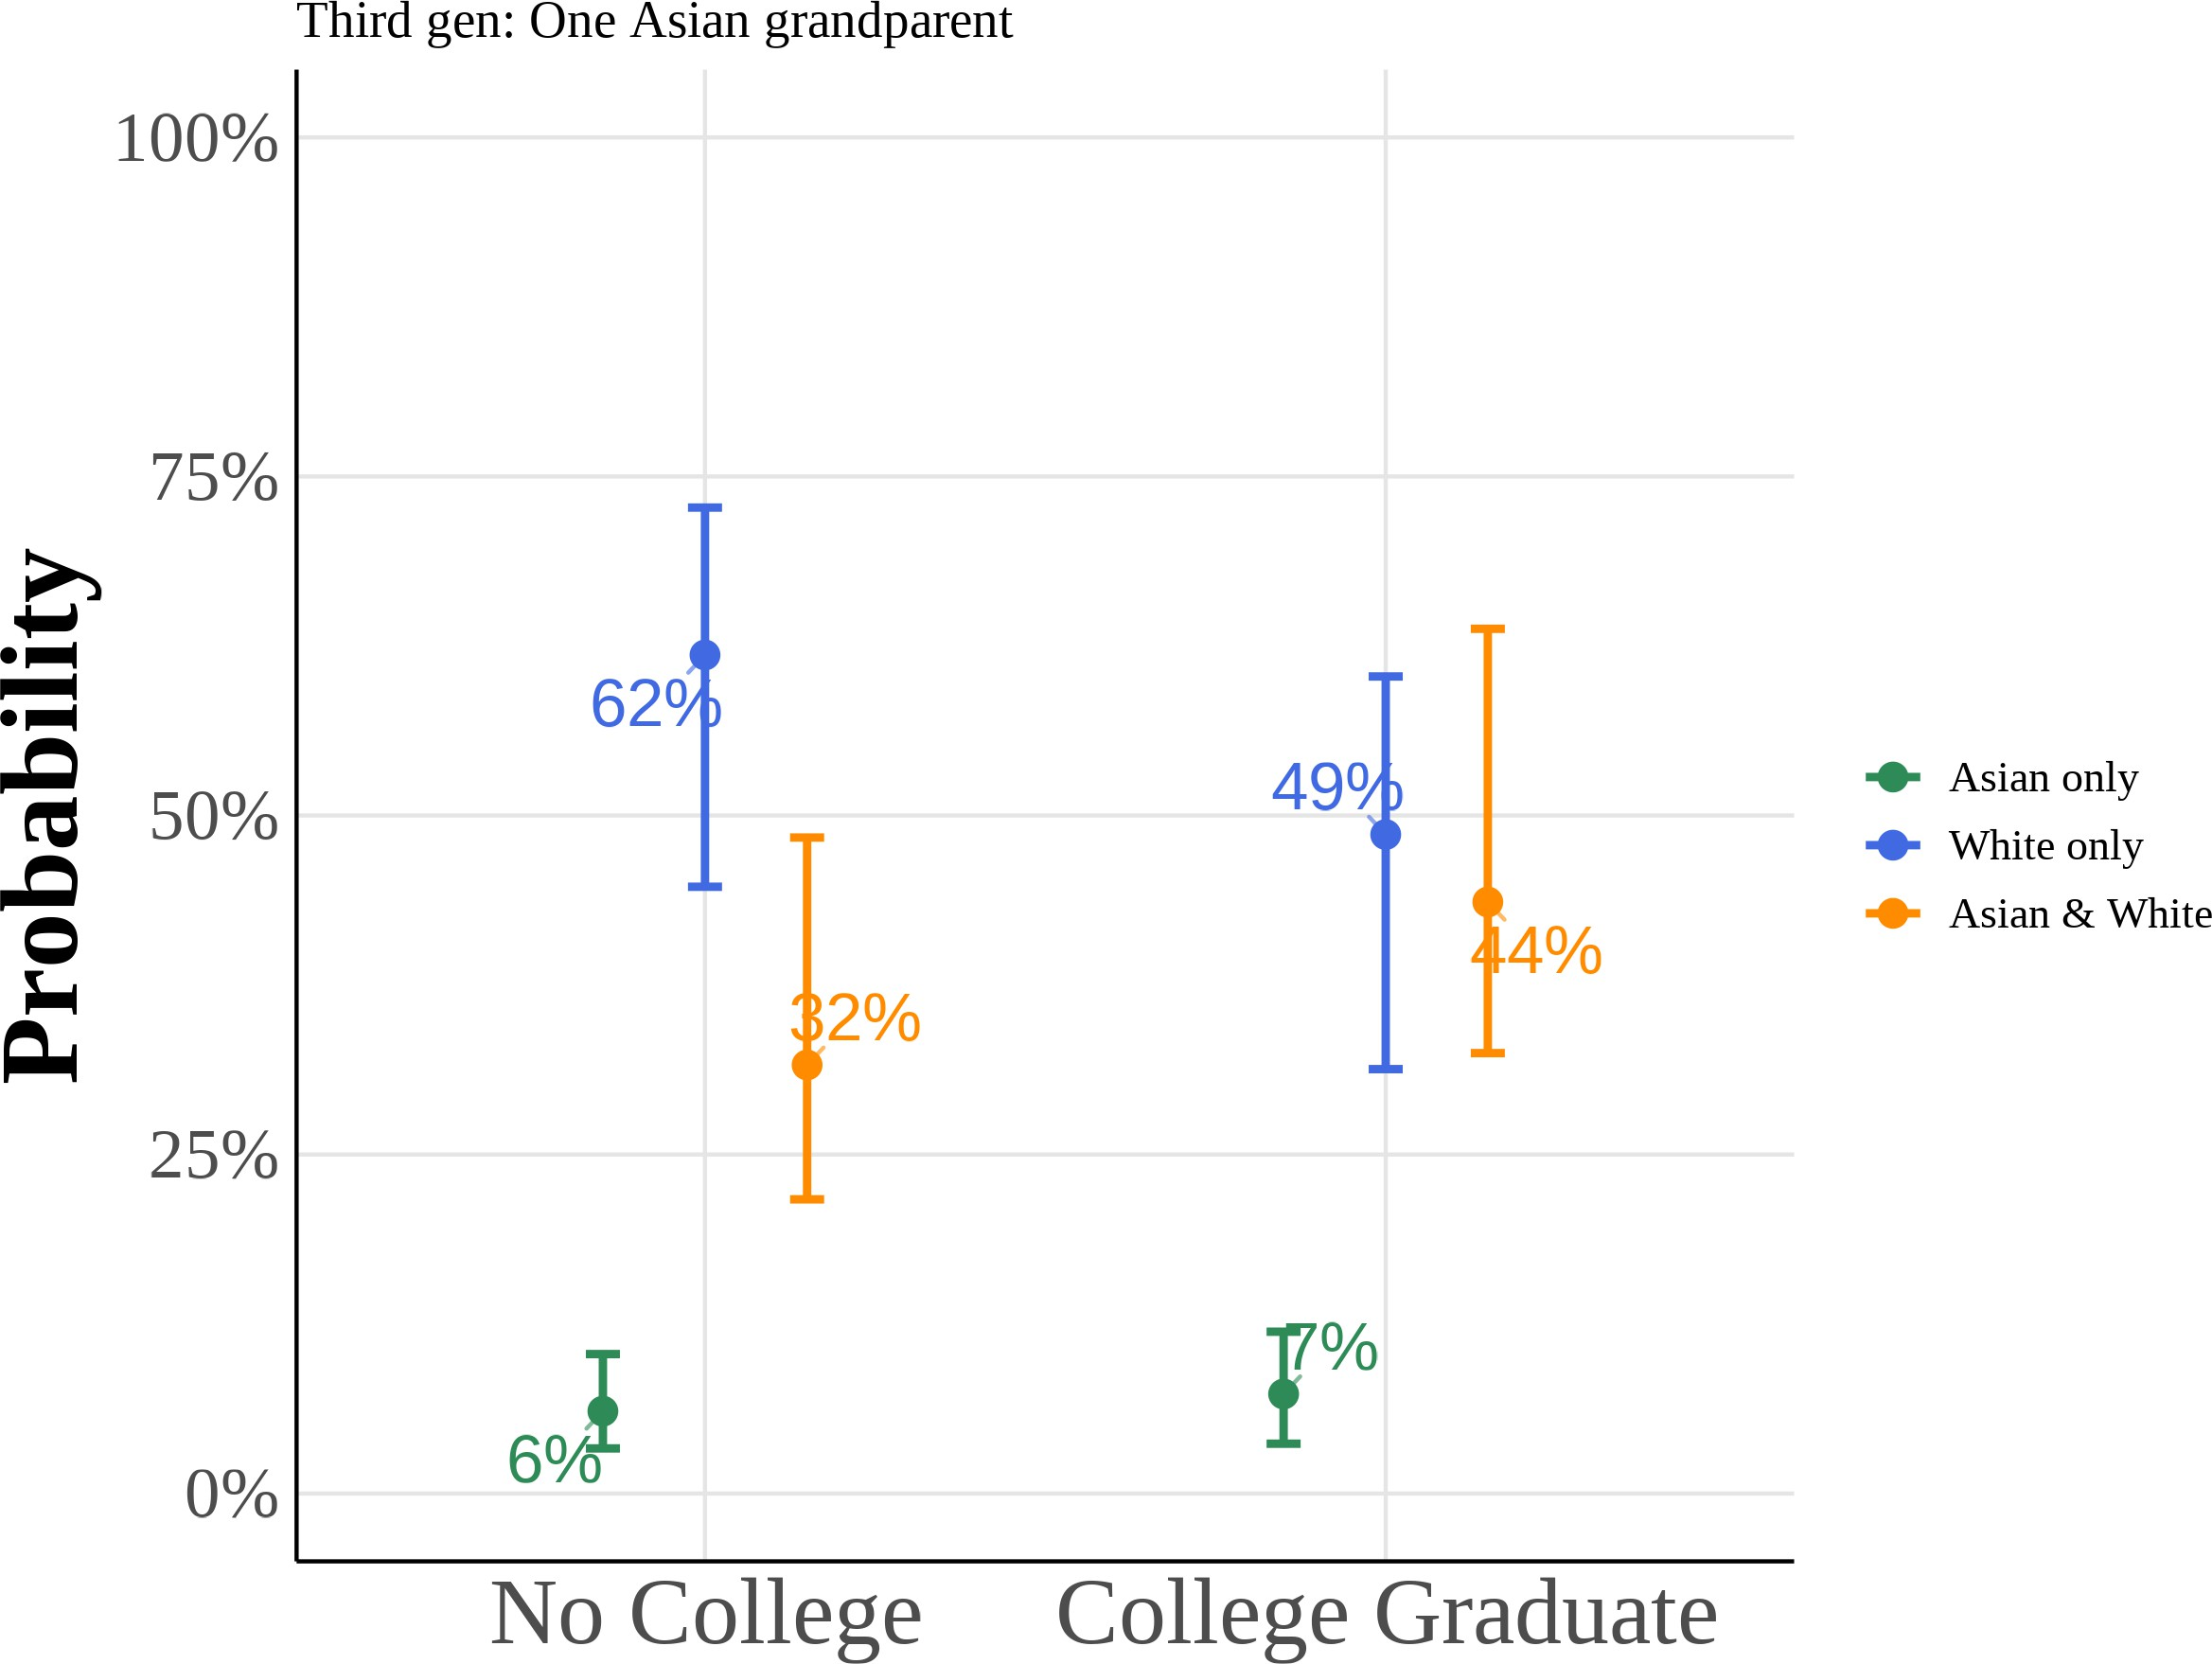 Third gen: One Asian grandparent
Probability
100%
75%
50%
25%
0%
62%
49%
44%
32%
7%
6%
No College
College Graduate
Asian only
White only
Asian & White